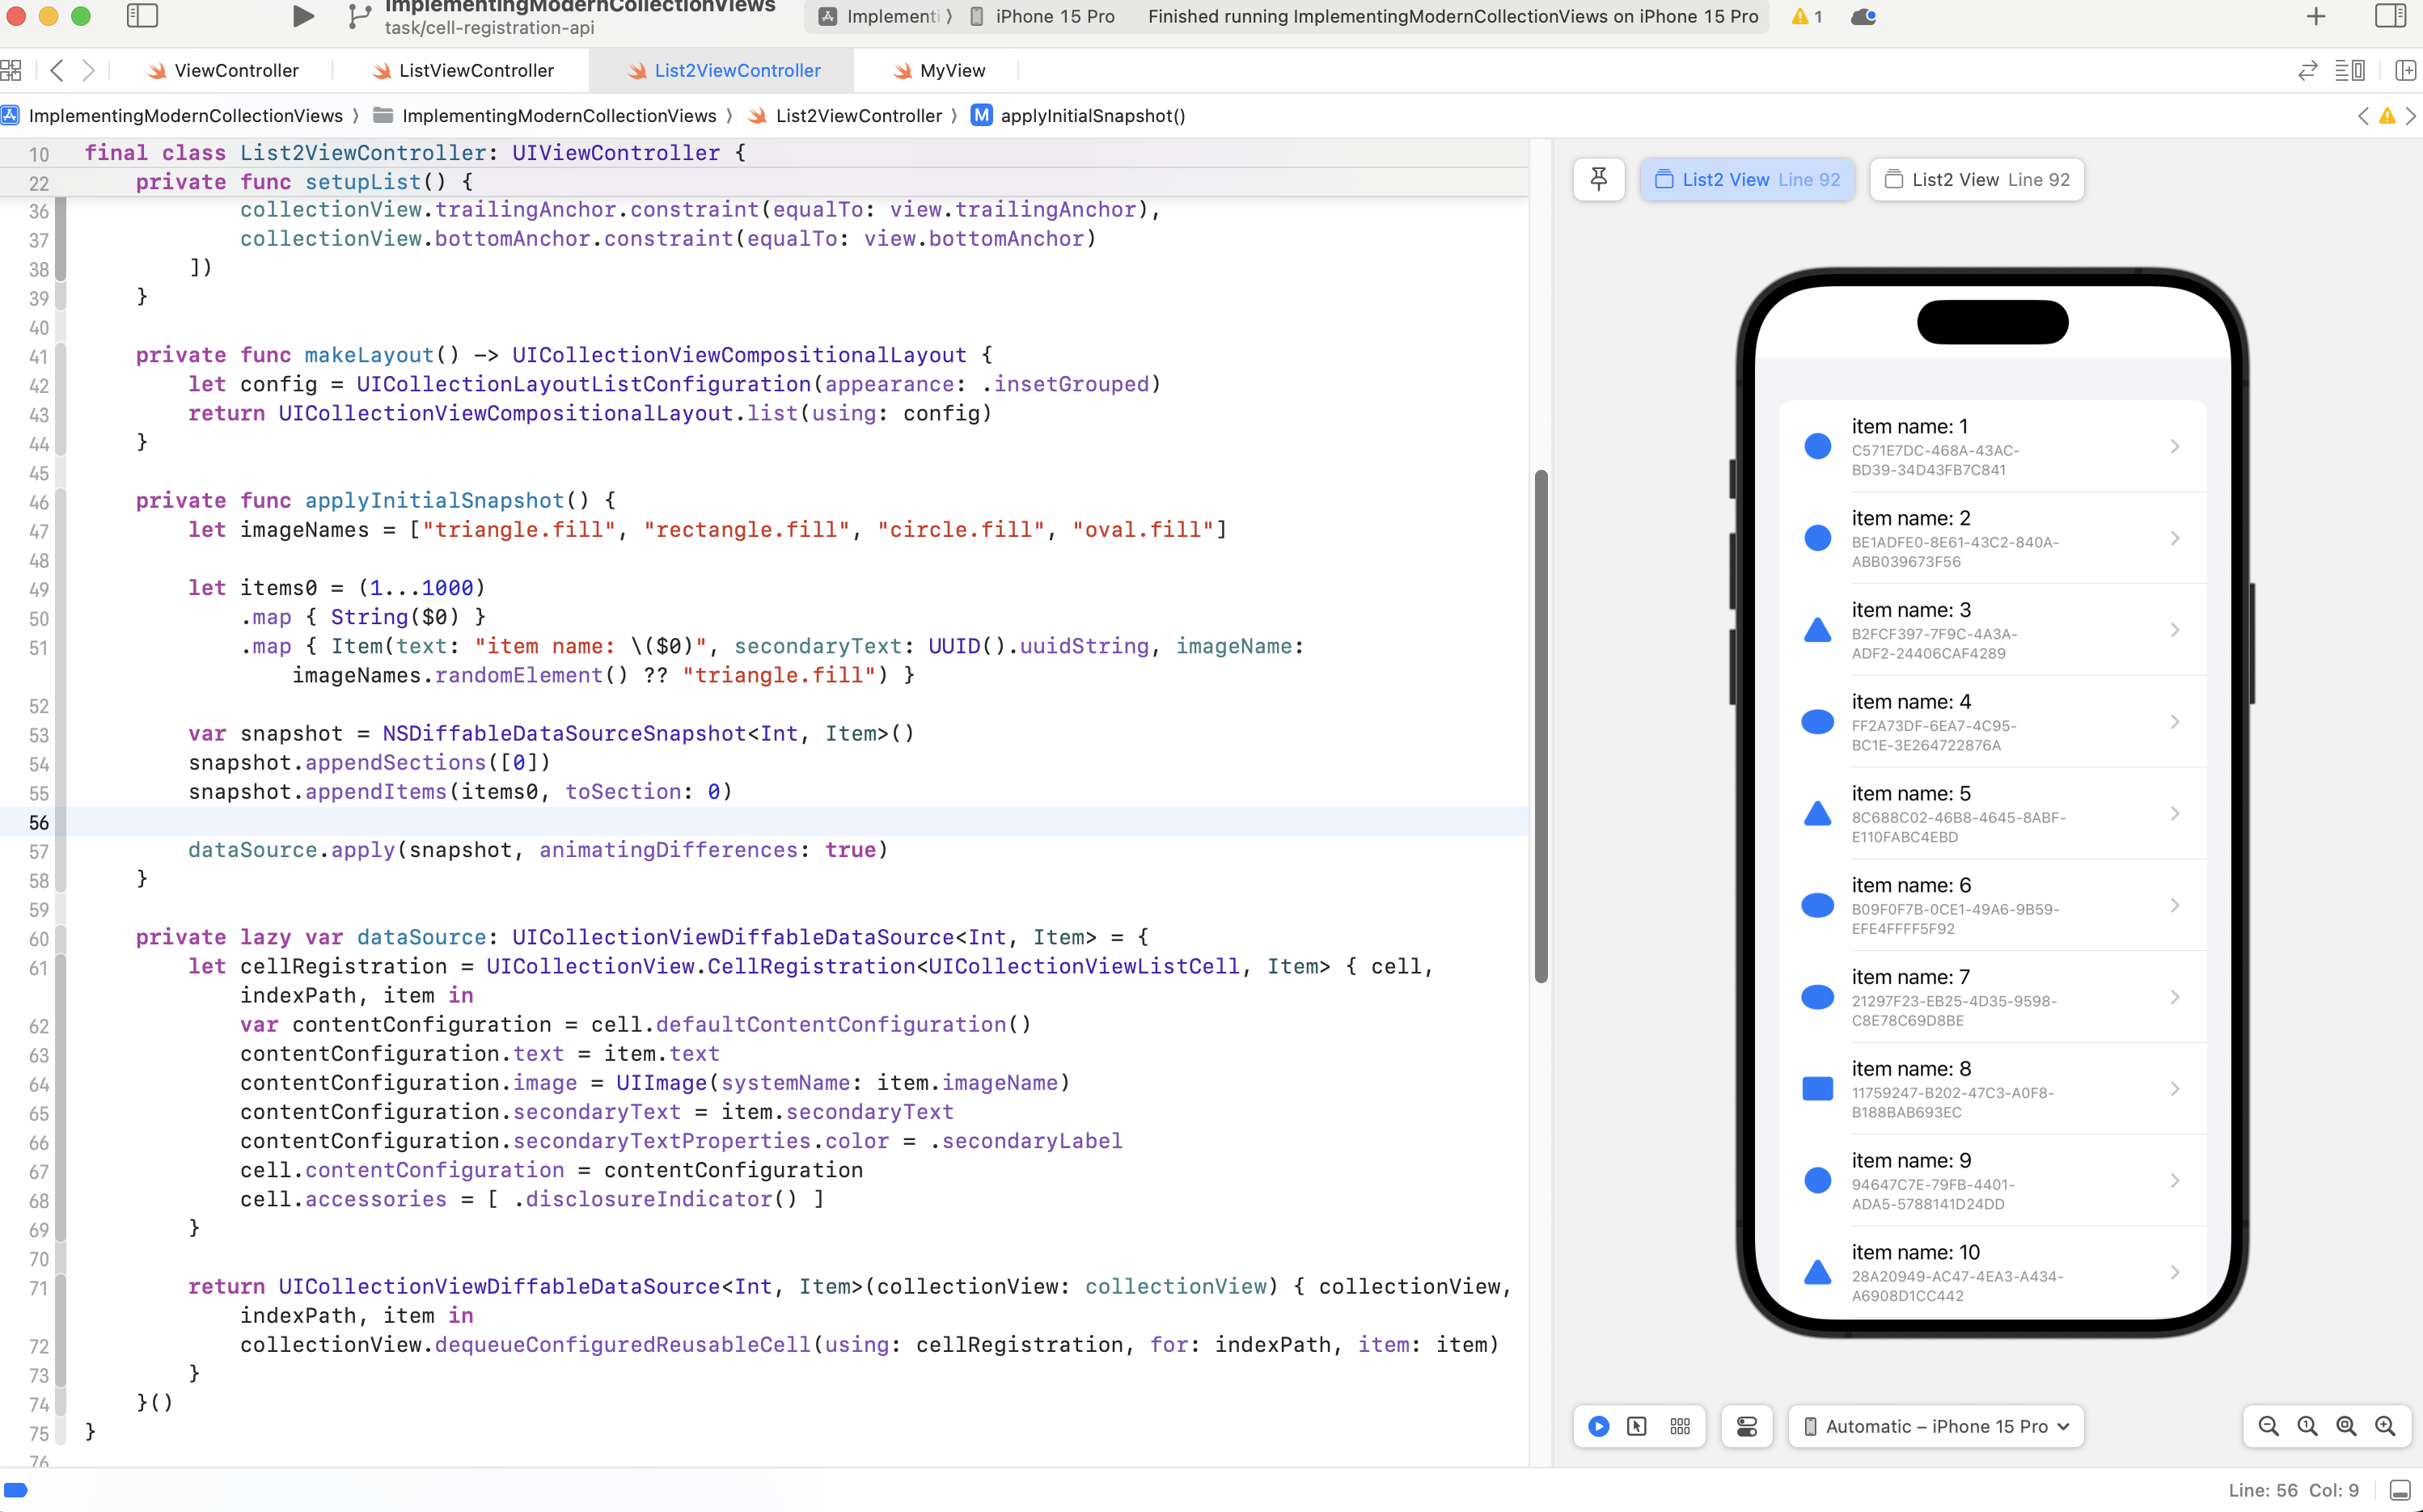 ImplementingModernCollectionViews
task/cell-registration-api
Implementi
iPhone 15 Pro
Finished running ImplementingModernCollectionViews on iPhone 15 Pro
1
ViewController
ListViewController
List2ViewController
MyView
ImplementingModernCollectionViews
ImplementingModernCollectionViews
List2ViewController
M applyInitialSnapshot()
10 final class List2ViewController: UIViewController {
22 private func setupList() {
36 collectionView.trailingAnchor.constraint(equalTo: view.trailingAnchor),
37 collectionView.bottomAnchor.constraint(equalTo: view.bottomAnchor)
38 ])
39 }
40
41 private func makeLayout() -> UICollectionViewCompositionalLayout {
42 let config = UICollectionLayoutListConfiguration(appearance: .insetGrouped)
43 return UICollectionViewCompositionalLayout.list(using: config)
44 }
45
46 private func applyInitialSnapshot() {
47 let imageNames = ["triangle.fill", "rectangle.fill", "circle.fill", "oval.fill"]
48
49 let items0 = (1...1000)
50 .map { String($0) }
51 .map { Item(text: "item name: \($0)", secondaryText: UUID().uuidString, imageName:
imageNames.randomElement() ?? "triangle.fill") }
52
53 var snapshot = NSDiffableDataSourceSnapshot<Int, Item>()
54 snapshot.appendSections([0])
55 snapshot.appendItems(items0, toSection: 0)
56
57 dataSource.apply(snapshot, animatingDifferences: true)
58 }
59
60 private lazy var dataSource: UICollectionViewDiffableDataSource<Int, Item> = {
61 let cellRegistration = UICollectionView.CellRegistration<UICollectionViewListCell, Item> { cell,
indexPath, item in
62 var contentConfiguration = cell.defaultContentConfiguration()
63 contentConfiguration.text = item.text
64 contentConfiguration.image = UIImage(systemName: item.imageName)
65 contentConfiguration.secondaryText = item.secondaryText
66 contentConfiguration.secondaryTextProperties.color = .secondaryLabel
67 cell.contentConfiguration = contentConfiguration
68 cell.accessories = [ .disclosureIndicator() ]
69 }
70
71 return UICollectionViewDiffableDataSource<Int, Item>(collectionView: collectionView) { collectionView,
indexPath, item in
72 collectionView.dequeueConfiguredReusableCell(using: cellRegistration, for: indexPath, item: item)
73 }
74 }()
75 }
76
List2 View Line 92
List2 View Line 92
item name: 1
C571E7DC-468A-43AC-
BD39-34D43FB7C841
item name: 2
BE1ADFE0-8E61-43C2-840A-
ABB039673F56
item name: 3
B2FCF397-7F9C-4A3A-
ADF2-24406CAF4289
item name: 4
FF2A73DF-6EA7-4C95-
BC1E-3E264722876A
item name: 5
8C688C02-46B8-4645-8ABF-
E110FABC4EBD
item name: 6
B09F0F7B-0CE1-49A6-9B59-
EFE4FFFF5F92
item name: 7
21297F23-EB25-4D35-9598-
C8E78C69D8BE
item name: 8
11759247-B202-47C3-A0F8-
B188BAB693EC
item name: 9
94647C7E-79FB-4401-
ADA5-5788141D24DD
item name: 10
28A20949-AC47-4EA3-A434-
A6908D1CC442
Automatic – iPhone 15 Pro
Line: 56 Col: 9